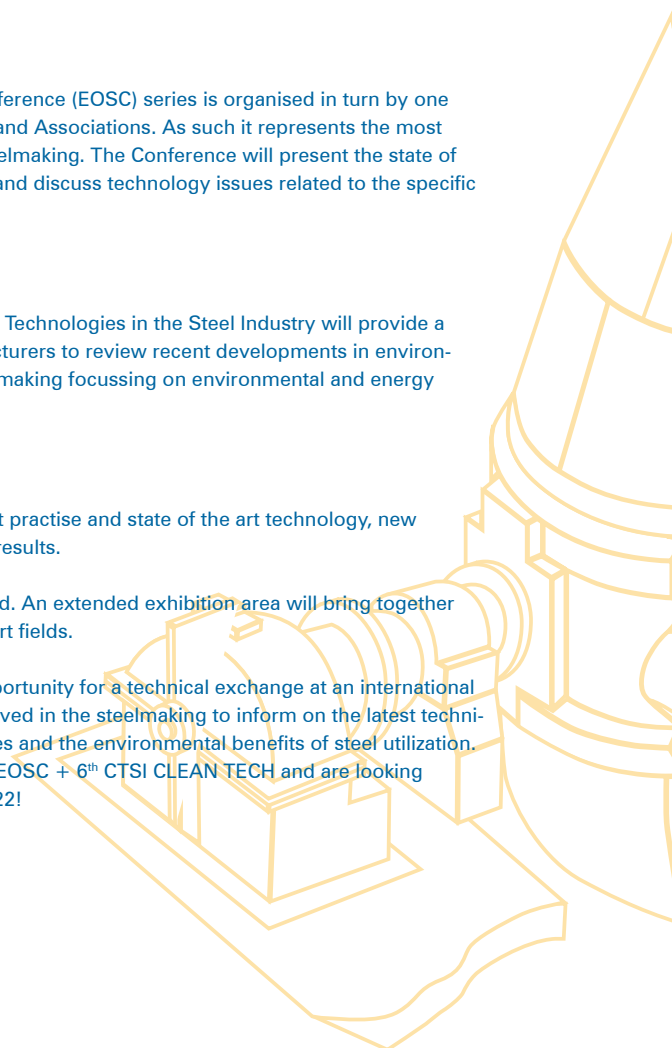 ference (EOSC) series is organised in turn by one
and Associations. As such it represents the most
elmaking. The Conference will present the state of
and discuss technology issues related to the specific
Technologies in the Steel Industry will provide a
cturers to review recent developments in environ-
making focussing on environmental and energy
t practise and state of the art technology, new
results.
d. An extended exhibition area will bring together
rt fields.
portunity for a technical exchange at an international
ved in the steelmaking to inform on the latest techni-
es and the environmental benefits of steel utilization.
EOSC + 6th CTSI CLEAN TECH and are looking
22!